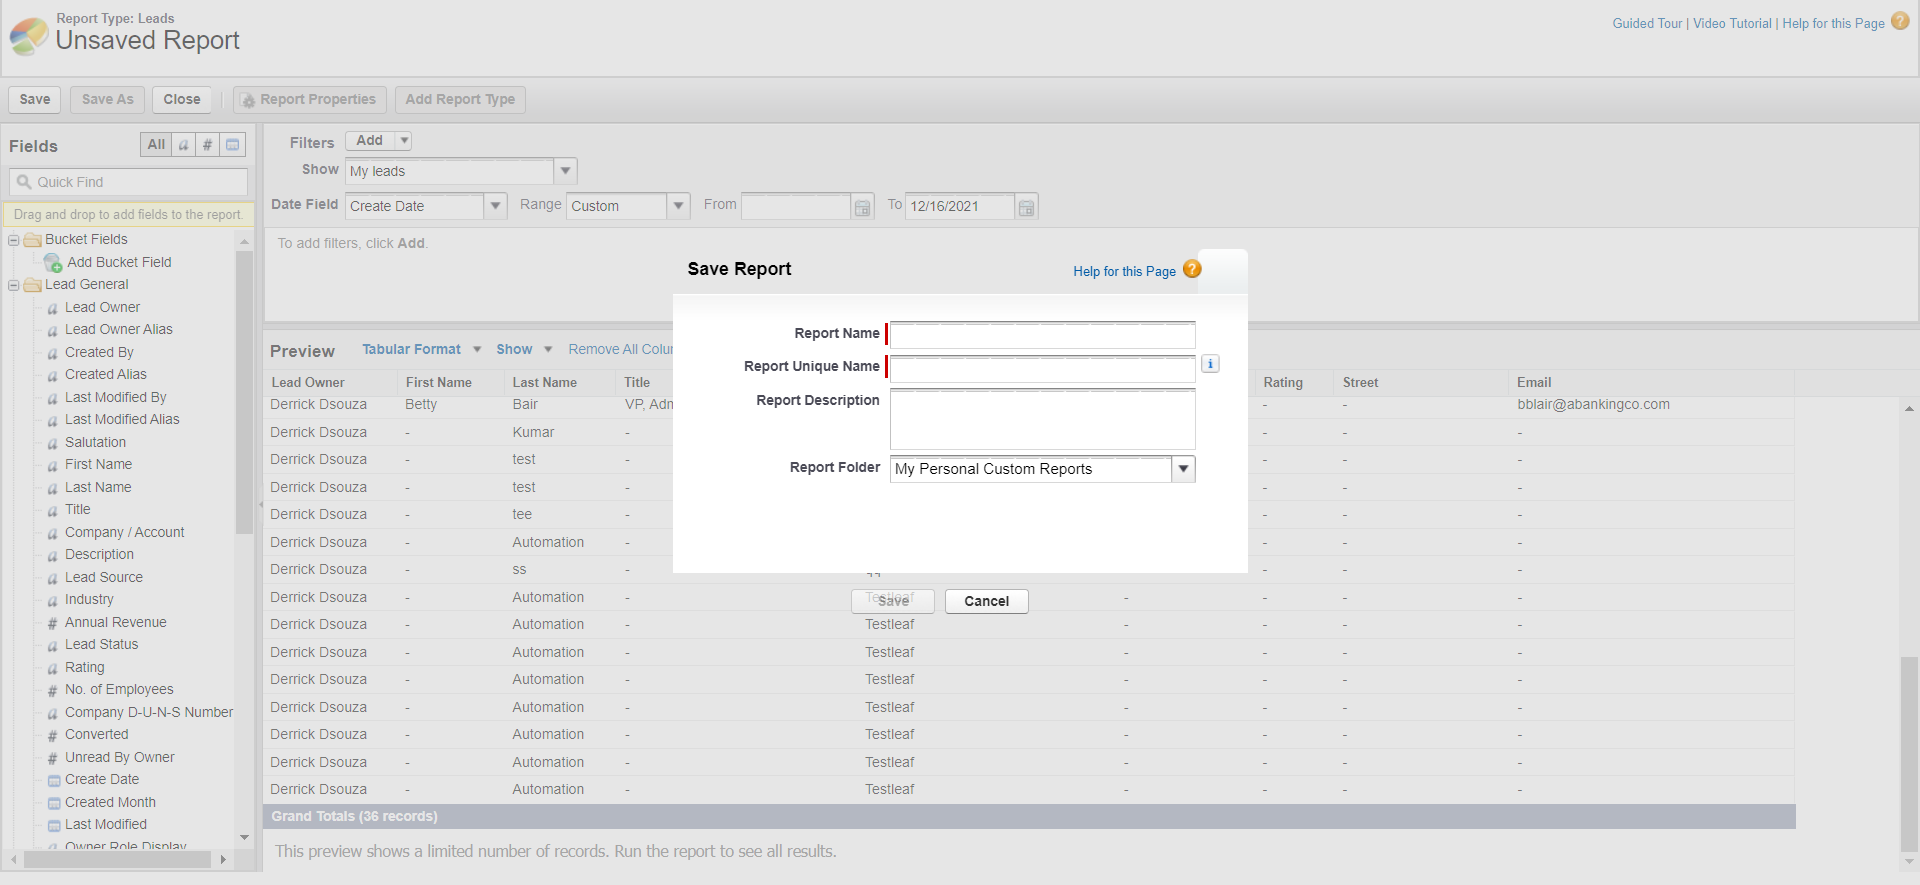 Report Type: Leads
Unsaved Report
Guided Tour | Video Tutorial | Help for this Page ?
Save Save As Close Report Properties Add Report Type
Fields All a #
Quick Find
Drag and drop to add fields to the report.
Bucket Fields
Add Bucket Field
Lead General
a Lead Owner
a Lead Owner Alias
a Created By
a Created Alias
a Last Modified By
a Last Modified Alias
a Salutation
a First Name
a Last Name
a Title
a Company / Account
a Description
a Lead Source
a Industry
# Annual Revenue
a Lead Status
a Rating
# No. of Employees
a Company D-U-N-S Number
# Converted
# Unread By Owner
Create Date
Created Month
Last Modified
Owner Role Display
Filters Add
Show My leads
Date Field Create Date Range Custom From To 12/16/2021
To add filters, click Add.
Save Report Help for this Page ?
Report Name
Report Unique Name i
Report Description
Report Folder My Personal Custom Reports
Save Cancel
Preview Tabular Format Show Remove All
Lead Owner First Name Last Name Title Rating Street Email
Derrick Dsouza Betty Bair VP, - - bblair@abankingco.com
Derrick Dsouza - Kumar - - - -
Derrick Dsouza - test - - - -
Derrick Dsouza - test - - - -
Derrick Dsouza - tee - - - -
Derrick Dsouza - Automation - - - -
Derrick Dsouza - ss - - - -
Derrick Dsouza - Automation - Testleaf - - - -
Derrick Dsouza - Automation - Testleaf - - - -
Derrick Dsouza - Automation - Testleaf - - - -
Derrick Dsouza - Automation - Testleaf - - - -
Derrick Dsouza - Automation - Testleaf - - - -
Derrick Dsouza - Automation - Testleaf - - - -
Derrick Dsouza - Automation - Testleaf - - - -
Derrick Dsouza - Automation - Testleaf - - - -
Grand Totals (36 records)
This preview shows a limited number of records. Run the report to see all results.